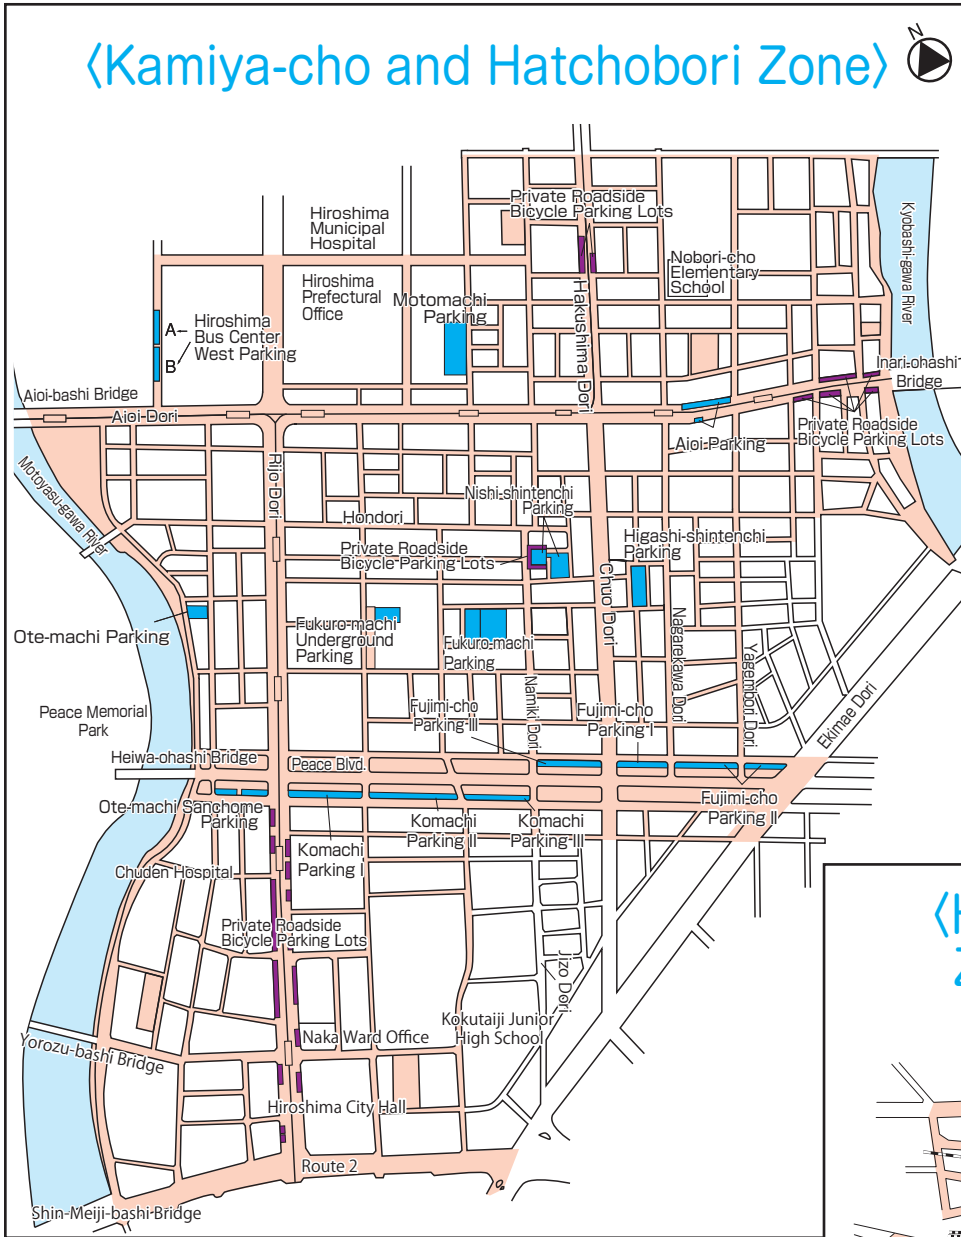 N
〈Kamiya-cho and Hatchobori Zone〉
Private Roadside
Bicycle Parking Lots
Hiroshima
Municipal
Hospital
Kyobashi-gawa River
Nobori-cho
Elementary
School
Hiroshima
Prefectural
Office
Motomachi
Parking
Hakushima Dori
A
B
Hiroshima
Bus Center
West Parking
Inari-ohashi
Bridge
Aioi-bashi Bridge
Aioi Dori
Private Roadside
Bicycle Parking Lots
Aioi Parking
Motoyasu-gawa River
Rijo Dori
Nishi-shintenchi
Parking
Hondori
Higashi-shintenchi
Parking
Private Roadside
Bicycle Parking Lots
Chuo Dori
Ote-machi Parking
Fukuro-machi
Underground
Parking
Fukuro-machi
Parking
Nagarekawa Dori
Yagembori Dori
Namiki Dori
Ekimae Dori
Peace Memorial
Park
Fujimi-cho
Parking III
Fujimi-cho
Parking I
Heiwa-ohashi Bridge
Peace Blvd.
Fujimi-cho
Parking II
Ote-machi Sanchome
Parking
Komachi
Parking I
Komachi
Parking II
Komachi
Parking III
Chuden Hospital
Private Roadside
Bicycle Parking Lots
Jizo Dori
Kokutaiji Junior
High School
Naka Ward Office
Yorozu-bashi Bridge
Hiroshima City Hall
Route 2
Shin-Meiji-bashi Bridge